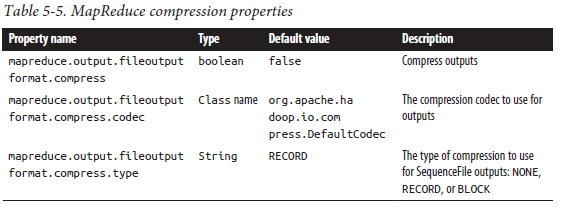 Table 5-5. MapReduce compression properties
Property name Type Default value Description
mapreduce.output.fileoutput boolean false Compress outputs
format.compress
mapreduce.output.fileoutput Class name org.apache.ha The compression codec to use for
format.compress.codec doop.io.com outputs
press.DefaultCodec
mapreduce.output.fileoutput String RECORD The type of compression to use
format.compress.type for SequenceFile outputs: NONE,
RECORD, or BLOCK